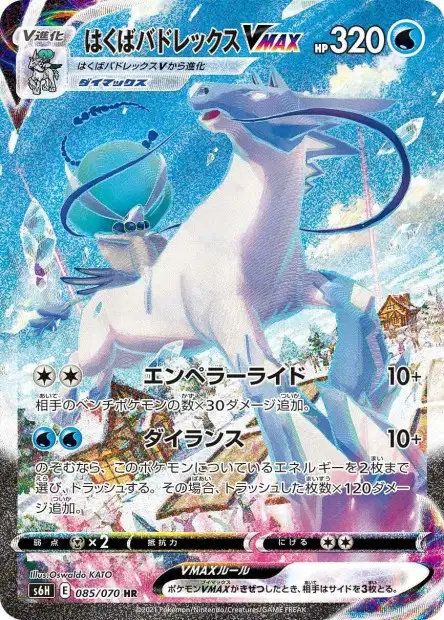 V進化
はくばバドレックスVMAX
HP320
はくばバドレックスVから進化
ダイマックス
エンペラーライド 10+
相手のベンチポケモンの数×30ダメージ追加。
ダイランス 10+
のぞむなら、このポケモンについているエネルギーを2枚まで
選び、トラッシュする。その場合、トラッシュした枚数×120ダメー
ジ追加。
弱点 ×2 抵抗力 にげる
Illus.Oswaldo KATO
VMAXルール
s6H E 085/070 HR
ポケモンVMAXがきぜつしたとき、相手はサイドを3枚とる。
©2021 Pokémon/Nintendo/Creatures/GAME FREAK